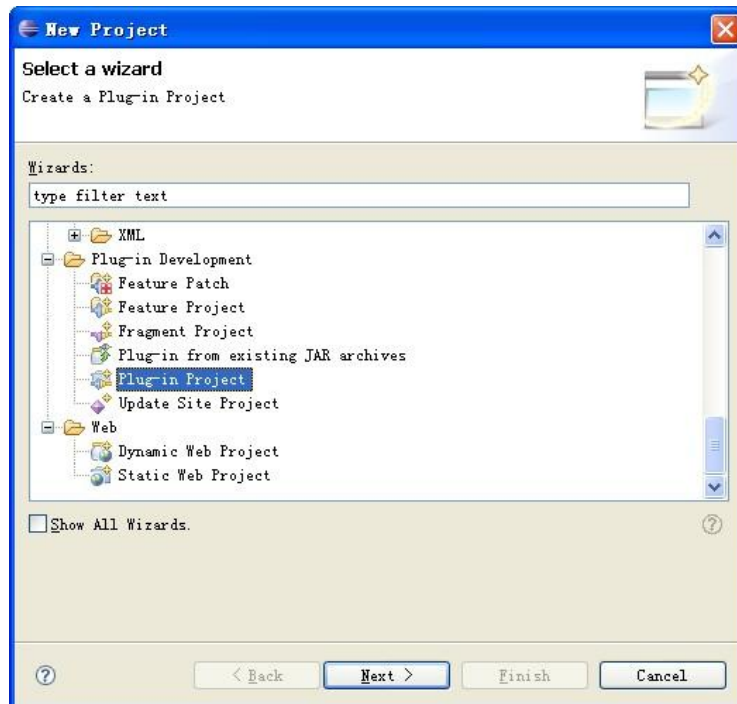 New Project
Select a wizard
Create a Plug-in Project
Wizards:
type filter text
XML
Plug-in Development
Feature Patch
Feature Project
Fragment Project
Plug-in from existing JAR archives
Plug-in Project
Update Site Project
Web
Dynamic Web Project
Static Web Project
Show All Wizards.
< Back Next > Finish Cancel